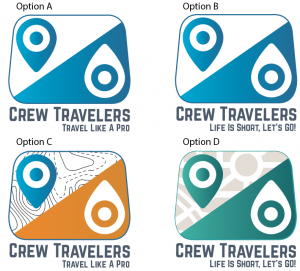 Option A
Option B
CREW TRAVELERS
TRAVEL LIKE A PRO
CREW TRAVELERS
LIFE IS SHORT, LET'S GO!
Option C
Option D
CREW TRAVELERS
TRAVEL LIKE A PRO
CREW TRAVELERS
LIFE IS SHORT, LET'S GO!